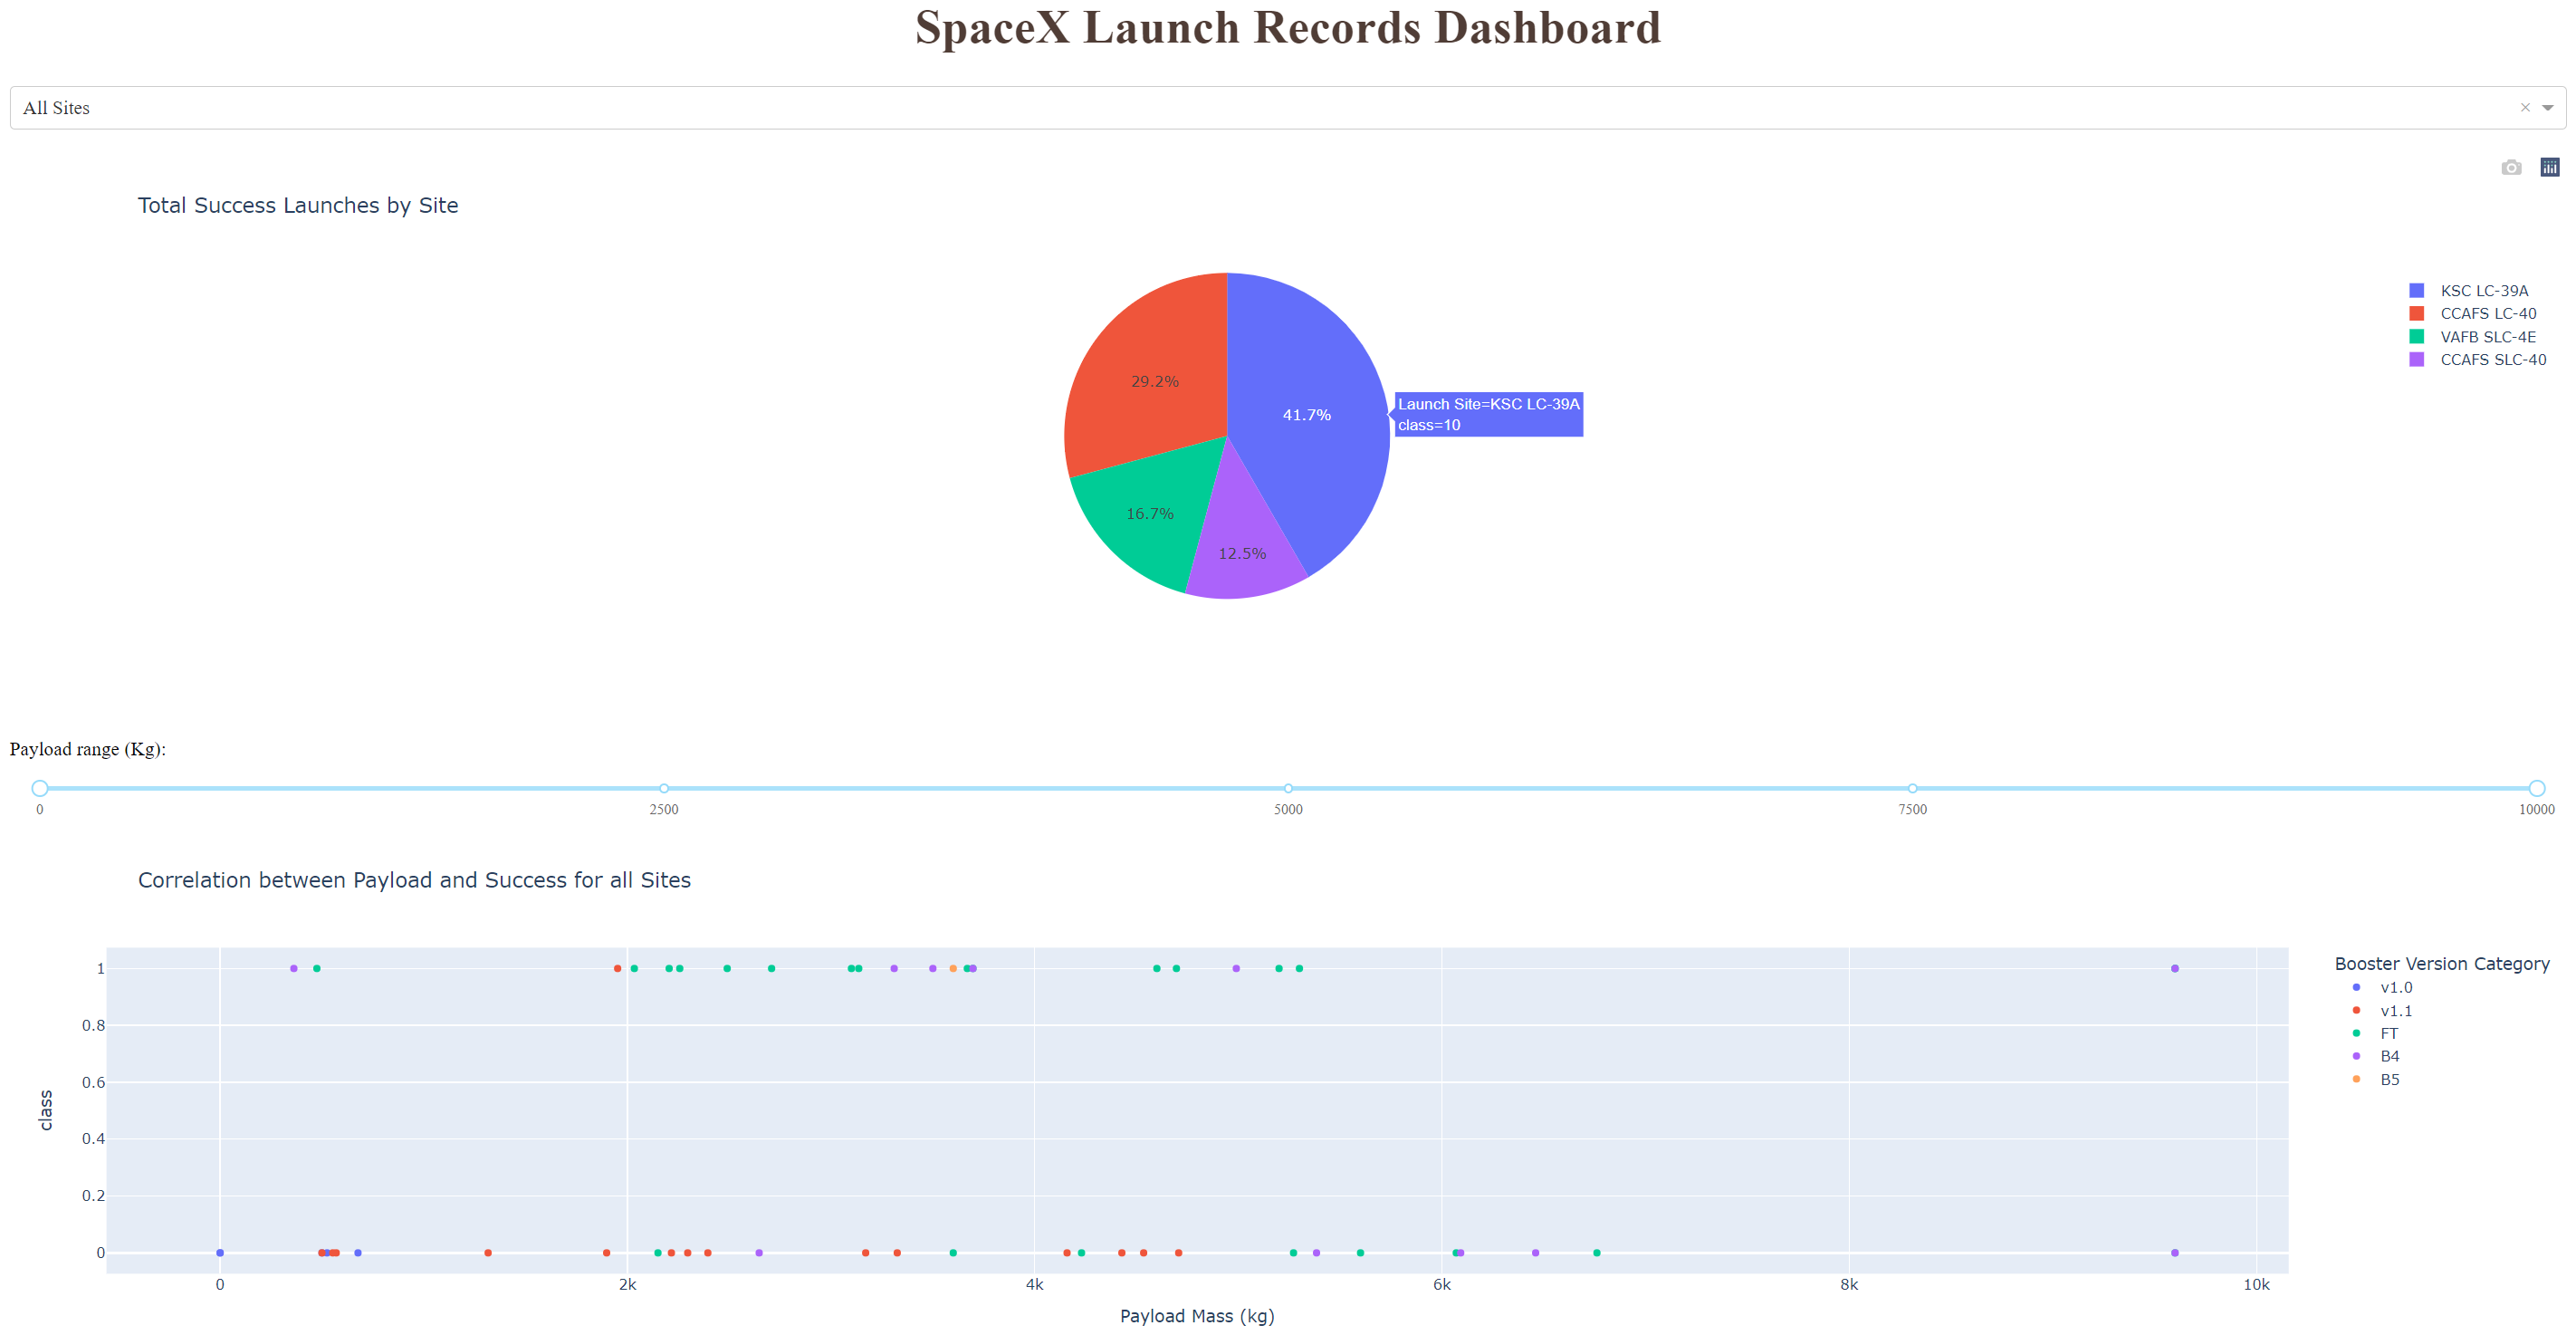 SpaceX Launch Records Dashboard
All Sites
×
Total Success Launches by Site
KSC LC-39A
CCAFS LC-40
VAFB SLC-4E
CCAFS SLC-40
29.2%
41.7%
Launch Site=KSC LC-39A
class=10
16.7%
12.5%
Payload range (Kg):
0 2500 5000 7500 10000
Correlation between Payload and Success for all Sites
Booster Version Category
v1.0
v1.1
FT
B4
B5
1
0.8
0.6
0.4
0.2
0
class
0 2k 4k 6k 8k 10k
Payload Mass (kg)